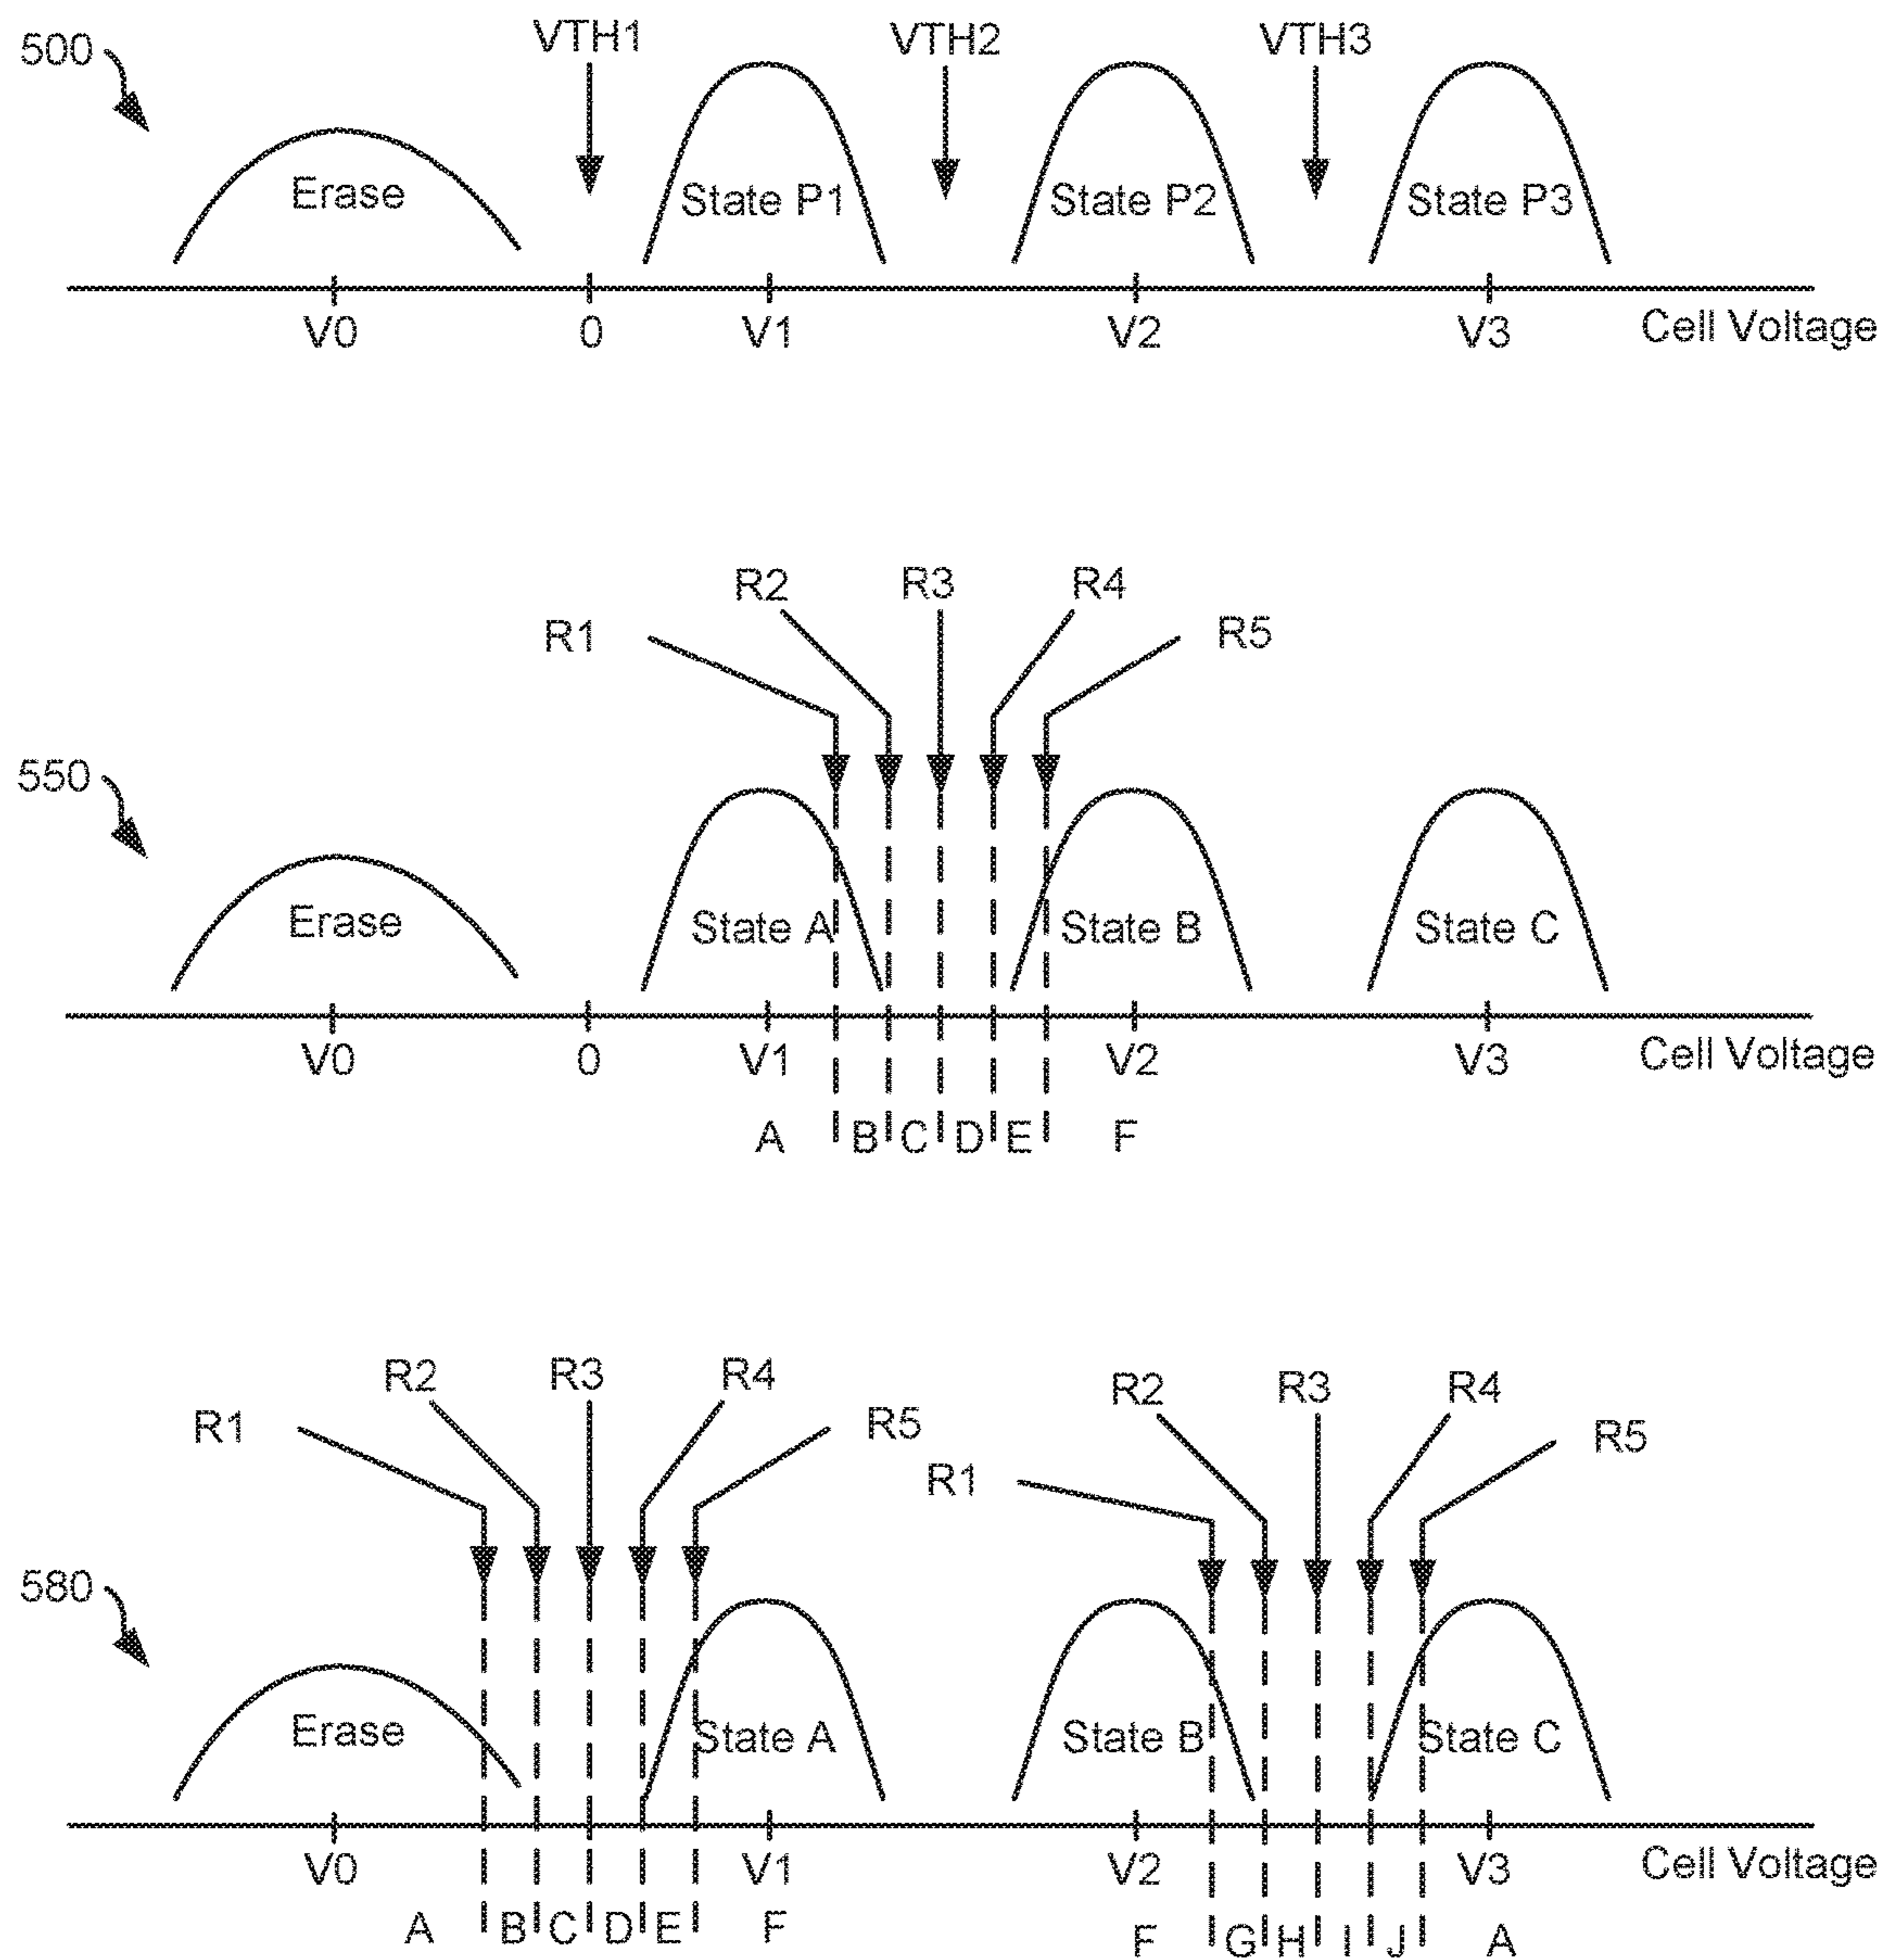 500
VTH1 VTH2 VTH3
Erase State P1 State P2 State P3
V0 0 V1 V2 V3 Cell Voltage
R2 R3 R4
R1 R5
550
Erase State A State B State C
V0 0 V1 V2 V3 Cell Voltage
A B C D E F
R2 R3 R4 R2 R3 R4
R1 R5 R1 R5
580
Erase State A State B State C
V0 V1 V2 V3 Cell Voltage
A B C D E F F G H I J A